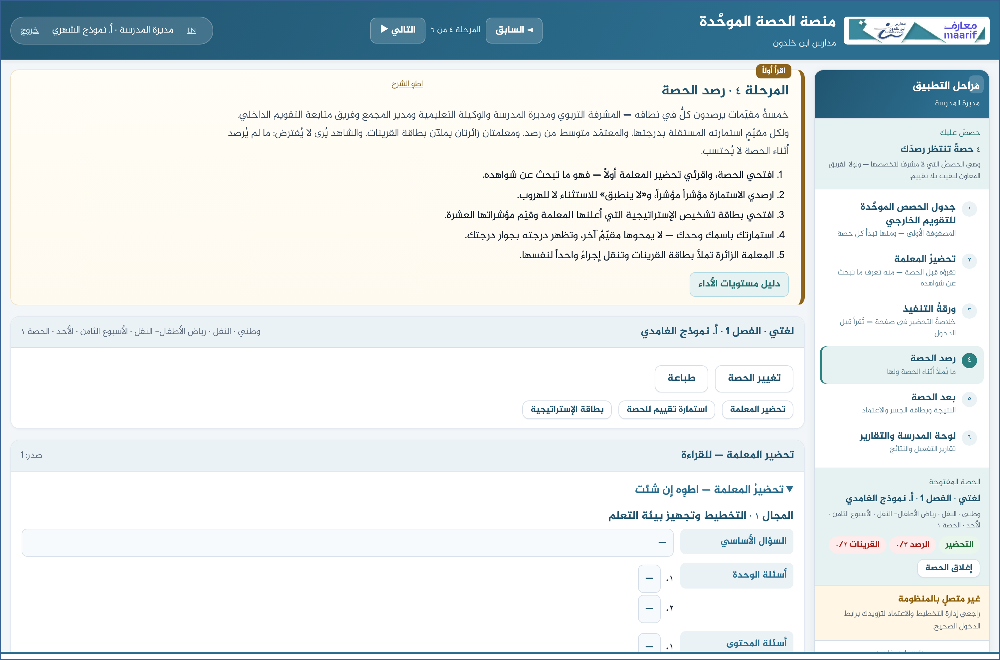 معارف
maarif
مدارس
ابن خلدون
Ibn Khaldun Schools
منصة الحصة الموحَّدة
مدارس ابن خلدون
◄ السابق
المرحلة ٤ من ٦
التالي ▶
EN
مديرة المدرسة · أ. نموذج الشهري
خروج
مراحل التطبيق
مديرة المدرسة
حصصٌ عليك
٤ حصةً تنتظر رصدَك
وهي الحصصُ التي لا مشرفَ لتخصصها — ولولا الفريق
المعاون لبقيت بلا تقييم.
١
جدول الحصص الموحَّدة
للتقويم الخارجي
المصفوفة الأولى — ومنها تبدأ كل حصة
٢
تحضيرُ المعلمة
تقرؤه قبل الحصة — منه تعرف ما تبحث
عن شواهده
٣
ورقةُ التنفيذ
خلاصةُ التحضير في صفحة — تُقرأ قبل
الدخول
٤
رصد الحصة
ما يُملأ أثناء الحصة ولها
٥
بعد الحصة
النتيجة وبطاقة الجسر والاعتماد
٦
لوحة المدرسة والتقارير
تقارير التفعيل والنتائج
الحصة المفتوحة
لغتي · الفصل 1 · أ. نموذج الغامدي
وطني · النفل · رياض الأطفال- النفل · الأسبوع الثامن ·
الأحد · الحصة ١
التحضير
الرصد ٠/٣
القرينات ٠/٢
إغلاق الحصة
غير متصلٍ بالمنظومة
راجعي إدارة التخطيط والاعتماد لتزويدك برابط
الدخول الصحيح.
اقرأ أولاً
المرحلة ٤ · رصد الحصة
اطوِ الشرح
خمسةُ مقيّمات يرصدون كلٌّ في نطاقه — المشرفة التربوي ومديرة المدرسة والوكيلة التعليمية ومدير المجمع وفريق متابعة التقويم الداخلي.
ولكل مقيّمٍ استمارته المستقلة بدرجتها، والمعتمَد متوسط من رصد. ومعلمتان زائرتان يملآن بطاقة القرينات. والشاهد يُرى لا يُفترض: ما لم يُرصد
أثناء الحصة لا يُحتسب.
1. افتحي الحصة، واقرئي تحضير المعلمة أولاً — فهو ما تبحث عن شواهده.
2. ارصدي الاستمارة مؤشراً مؤشراً، و«لا ينطبق» للاستثناء لا للهروب.
3. افتحي بطاقة تشخيص الإستراتيجية التي أعلنها المعلمة وقيّم مؤشراتها العشرة.
4. استمارتك باسمك وحدك — لا يمحوها مقيّمٌ آخر، وتظهر درجته بجوار درجتك.
5. المعلمة الزائرة تملأ بطاقة القرينات وتنقل إجراءً واحداً لنفسها.
دليل مستويات الأداء
لغتي · الفصل 1 · أ. نموذج الغامدي
وطني · النفل · رياض الأطفال- النفل · الأسبوع الثامن · الأحد · الحصة ١
تغيير الحصة
طباعة
تحضير المعلمة
استمارة تقييم للحصة
بطاقة الإستراتيجية
تحضير المعلمة — للقراءة
صدر: 1
▼ تحضيرُ المعلمة — اطوِه إن شئت
المجال ١ · التخطيط وتجهيز بيئة التعلم
السؤال الأساسي
—
أسئلة الوحدة
١. —
٢. —
أسئلة المحتوى
١. —